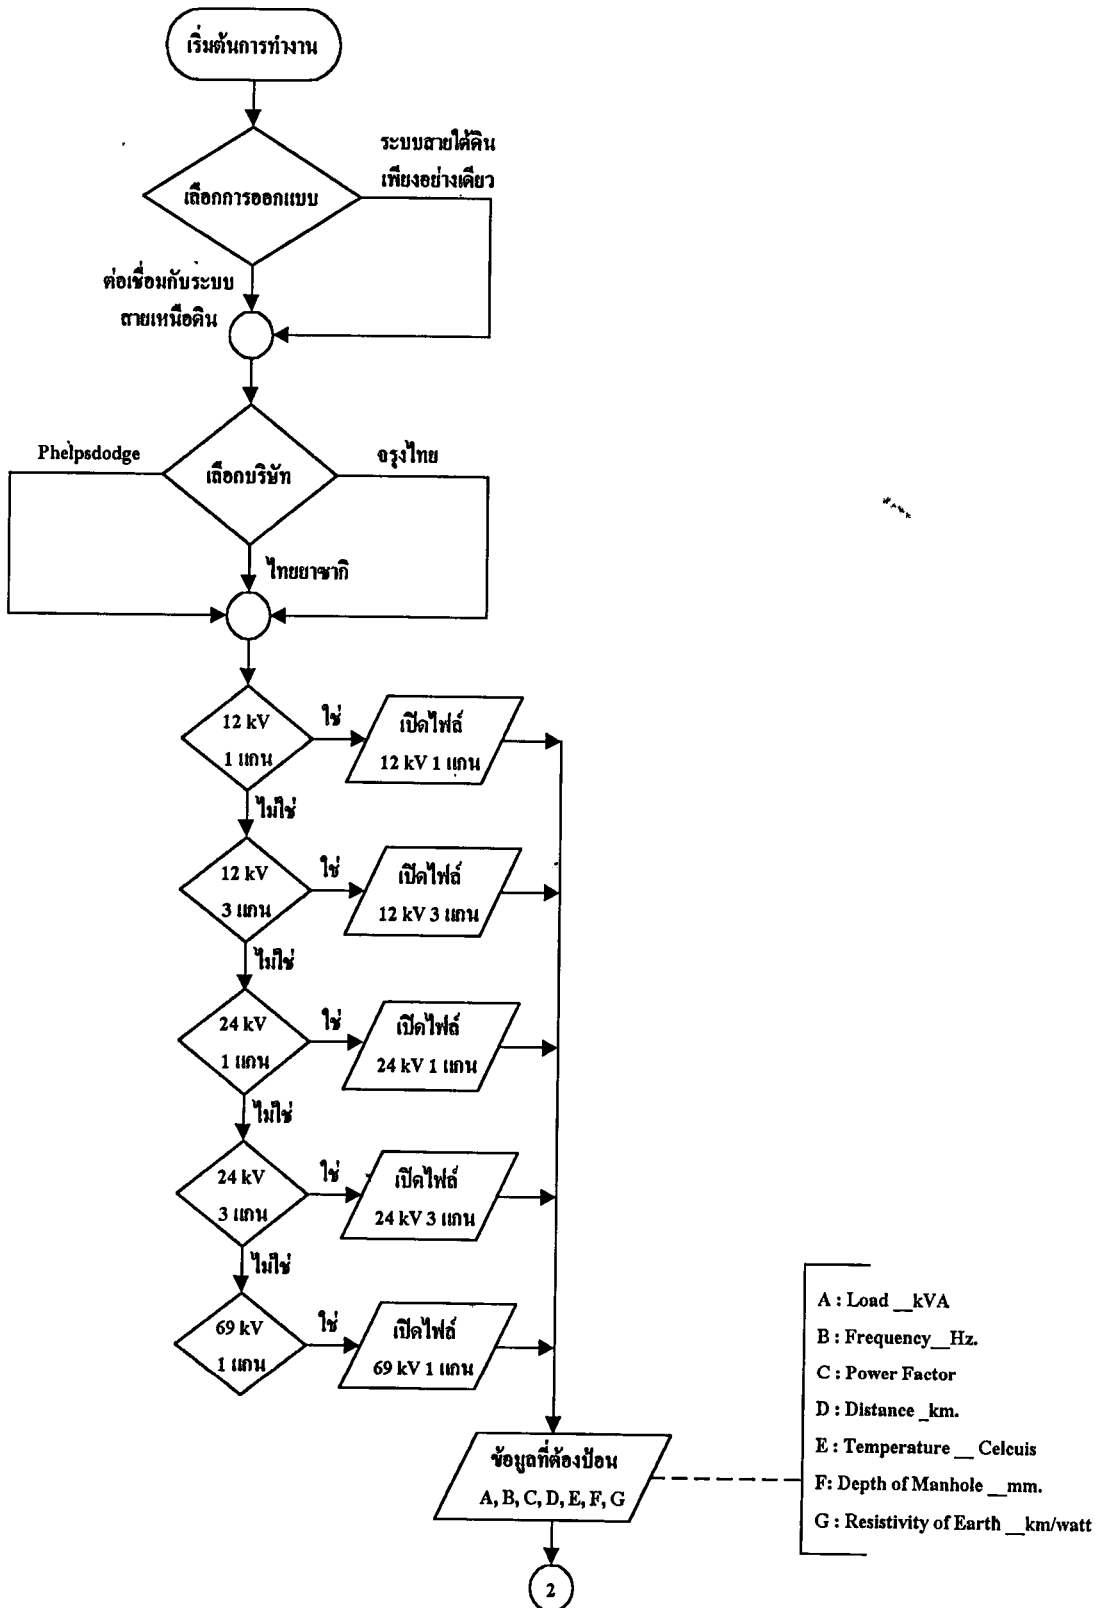 เริ่มต้นการทำงาน
ระบบสายใต้ดิน
เพียงอย่างเดียว
เลือกการออกแบบ
ต่อเชื่อมกับระบบ
สายเหนือดิน
Phelpsdodge
เลือกบริษัท
จรุงไทย
ไทยยาซากิ
12 kV
1 แกน
ใช่
เปิดไฟล์
12 kV 1 แกน
ไม่ใช่
12 kV
3 แกน
ใช่
เปิดไฟล์
12 kV 3 แกน
ไม่ใช่
24 kV
1 แกน
ใช่
เปิดไฟล์
24 kV 1 แกน
ไม่ใช่
24 kV
3 แกน
ใช่
เปิดไฟล์
24 kV 3 แกน
ไม่ใช่
69 kV
1 แกน
ใช่
เปิดไฟล์
69 kV 1 แกน
ข้อมูลที่ต้องป้อน
A, B, C, D, E, F, G
A : Load __kVA
B : Frequency__Hz.
C : Power Factor
D : Distance _km.
E : Temperature __ Celcuis
F: Depth of Manhole __mm.
G : Resistivity of Earth __km/watt
2